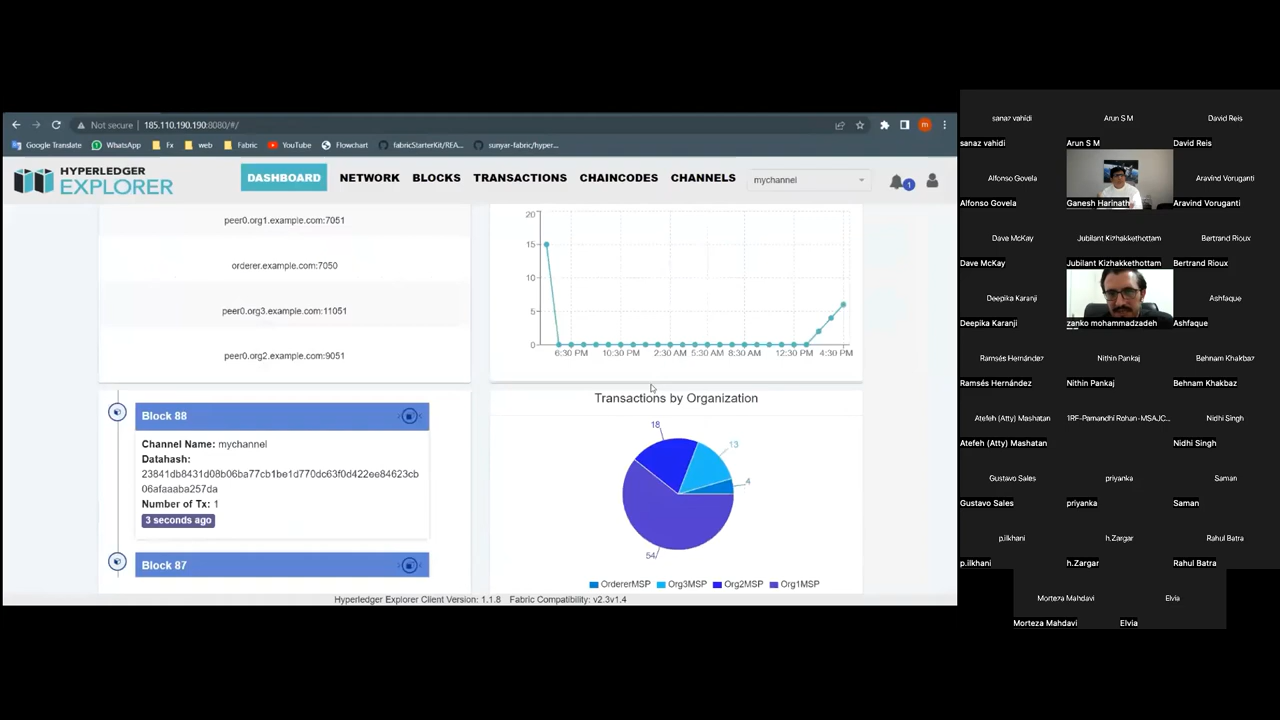 Not secure | 185.110.190.190:8080/#/
Google Translate WhatsApp Fx web Fabric YouTube Flowchart fabricStarterKit/REA... sunyar-fabric/hyper...
HYPERLEDGER
EXPLORER
DASHBOARD NETWORK BLOCKS TRANSACTIONS CHAINCODES CHANNELS mychannel 1
peer0.org1.example.com:7051
orderer.example.com:7050
peer0.org3.example.com:11051
peer0.org2.example.com:9051
20
15
10
5
0
6:30 PM 10:30 PM 2:30 AM 5:30 AM 8:30 AM 12:30 PM 4:30 PM
Block 88
Channel Name: mychannel
Datahash:
23841db8431d08b06ba77cb1be1d770dc63f0d422ee84623cb
06afaaaba257da
Number of Tx: 1
3 seconds ago
Block 87
Transactions by Organization
18
13
4
54
OrdererMSP Org3MSP Org2MSP Org1MSP
Hyperledger Explorer Client Version: 1.1.8 Fabric Compatibility: v2.3v1.4
sanaz vahidi Arun S M David Reis
sanaz vahidi Arun S M David Reis
Alfonso Govela Aravind Voruganti
Alfonso Govela Ganesh Harinath Aravind Voruganti
Dave McKay Jubilant Kizhakkethottam Bertrand Rioux
Dave McKay Jubilant Kizhakkethottam Bertrand Rioux
Deepika Karanji Ashfaque
Deepika Karanji zanko mohammadzadeh Ashfaque
Ramsés Hernández Nithin Pankaj Behnam Khakbaz
Ramsés Hernández Nithin Pankaj Behnam Khakbaz
Atefeh (Atty) Mashatan 1RF-Pamandhi Rohan-MSAJC... Nidhi Singh
Atefeh (Atty) Mashatan Nidhi Singh
Gustavo Sales priyanka Saman
Gustavo Sales priyanka Saman
p.ilkhani h.Zargar Rahul Batra
p.ilkhani h.Zargar Rahul Batra
Morteza Mahdavi Elvia
Morteza Mahdavi Elvia